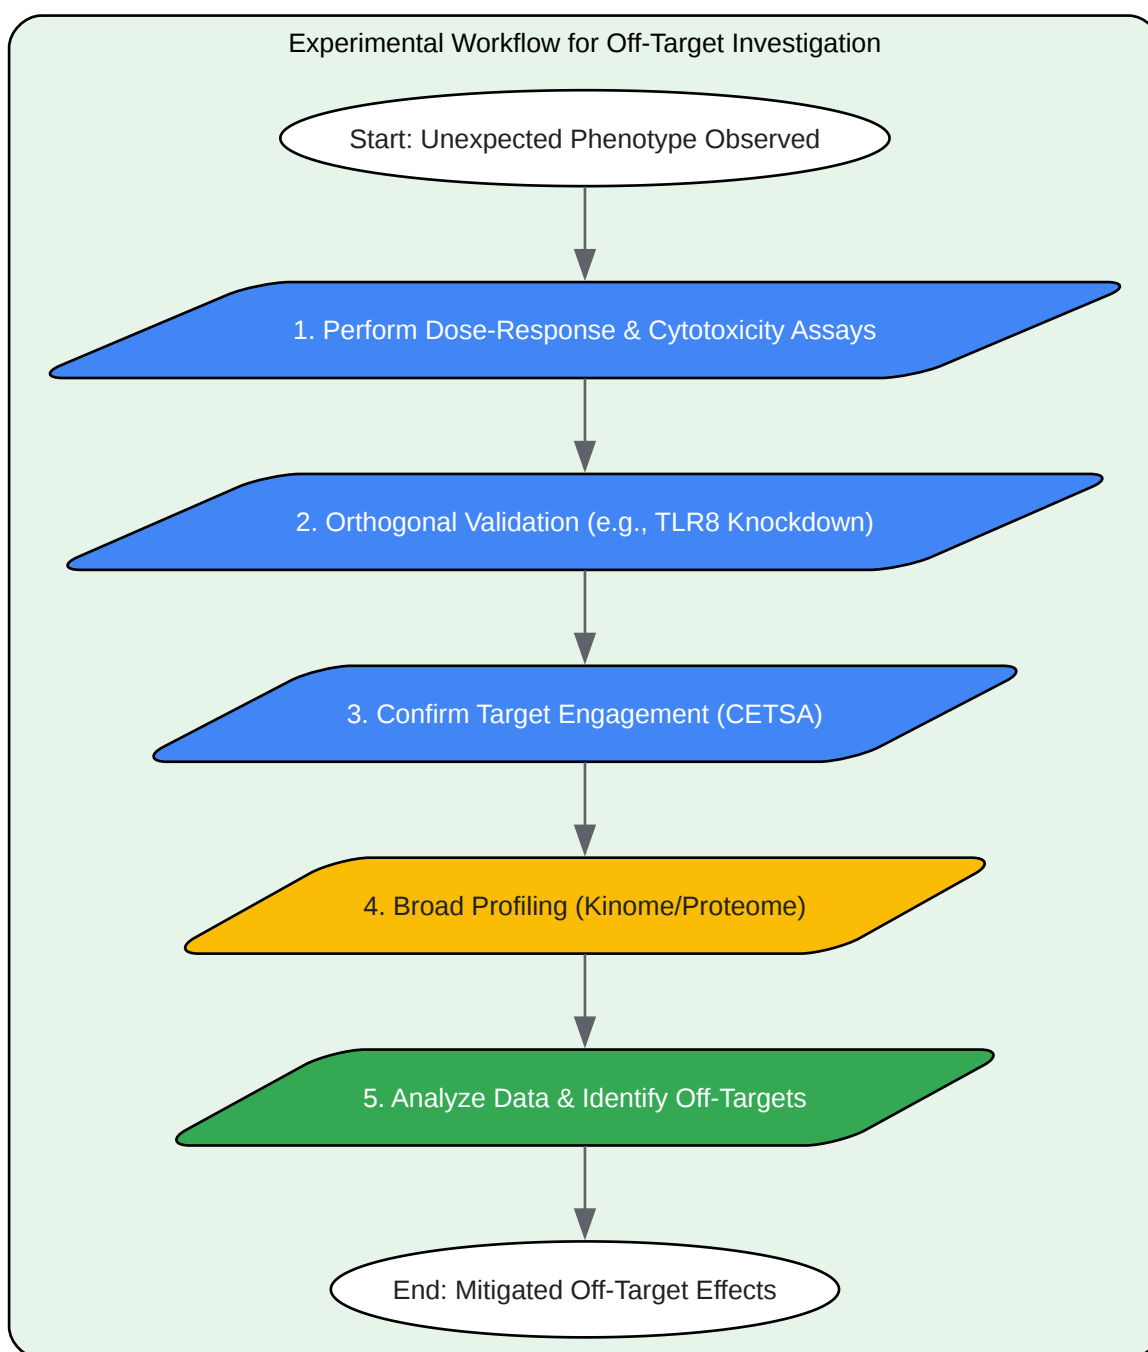 Experimental Workflow for Off-Target Investigation
Start: Unexpected Phenotype Observed
1. Perform Dose-Response & Cytotoxicity Assays
2. Orthogonal Validation (e.g., TLR8 Knockdown)
3. Confirm Target Engagement (CETSA)
4. Broad Profiling (Kinome/Proteome)
5. Analyze Data & Identify Off-Targets
End: Mitigated Off-Target Effects